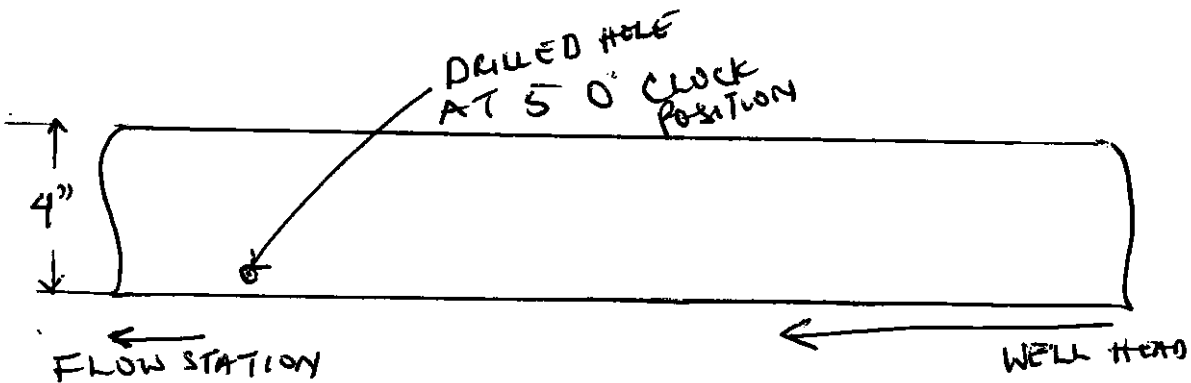 DRILLED HOLE
AT 5 O' CLOCK
POSITION
4"
FLOW STATION
WELL HEAD